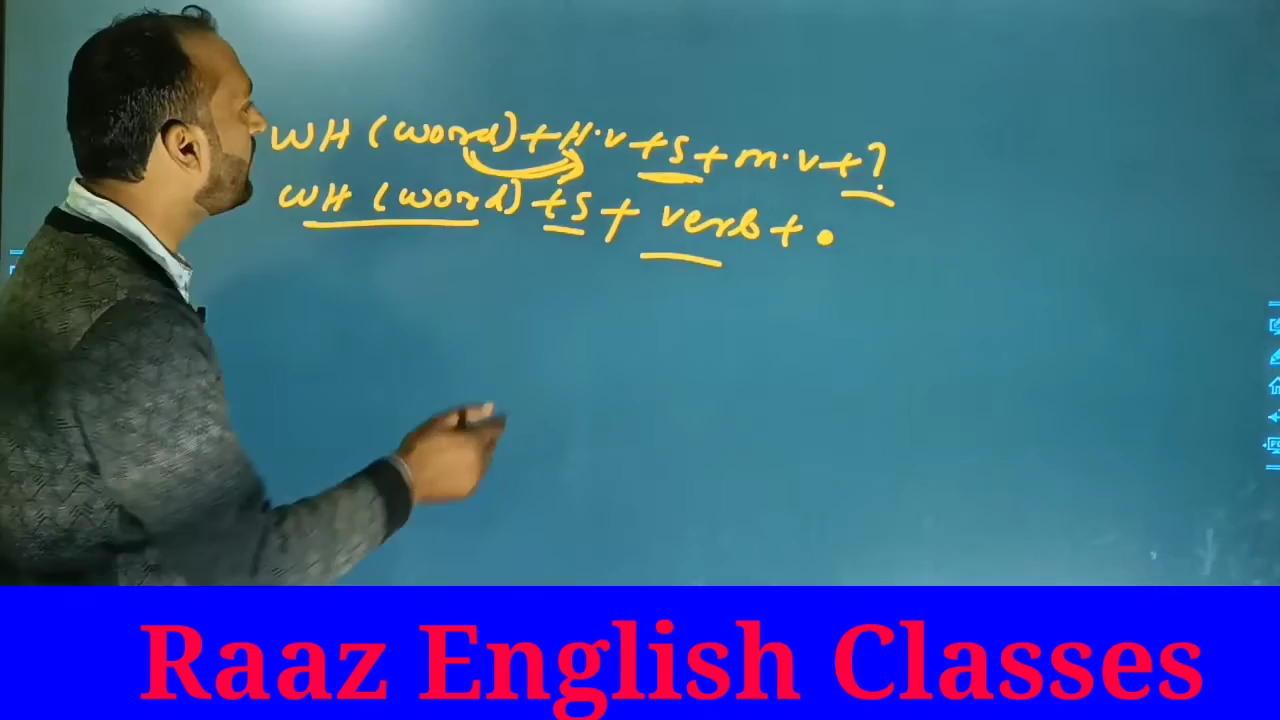 WH (word) + H.V + S + m.v + ?
WH (word) + S + verb + .
Raaz English Classes